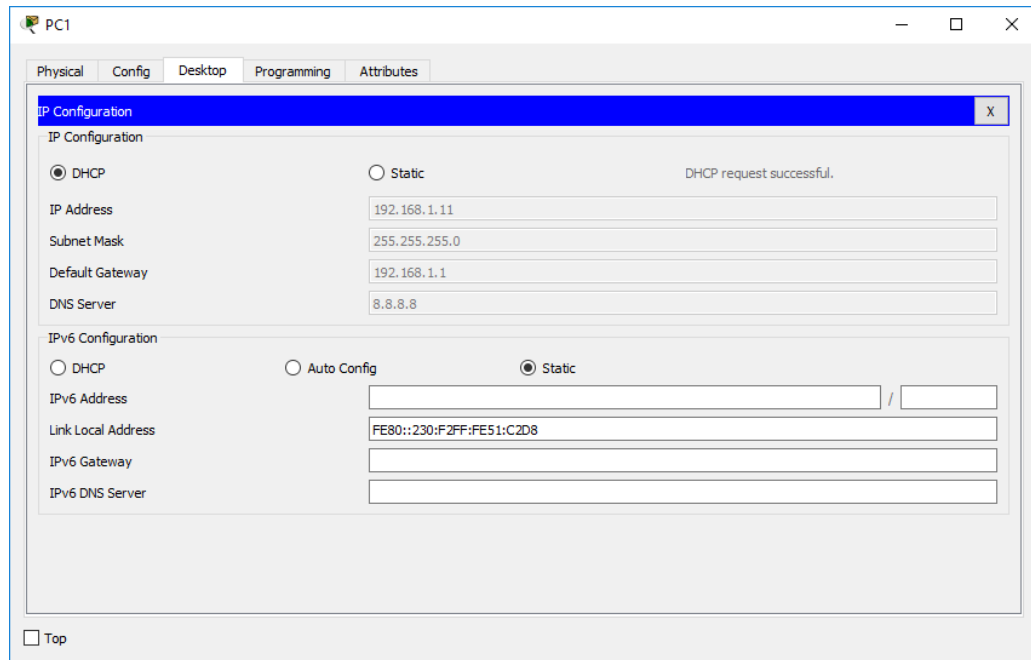 PC1
Physical Config Desktop Programming Attributes
IP Configuration X
IP Configuration
DHCP Static DHCP request successful.
IP Address 192.168.1.11
Subnet Mask 255.255.255.0
Default Gateway 192.168.1.1
DNS Server 8.8.8.8
IPv6 Configuration
DHCP Auto Config Static
IPv6 Address /
Link Local Address FE80::230:F2FF:FE51:C2D8
IPv6 Gateway
IPv6 DNS Server
Top